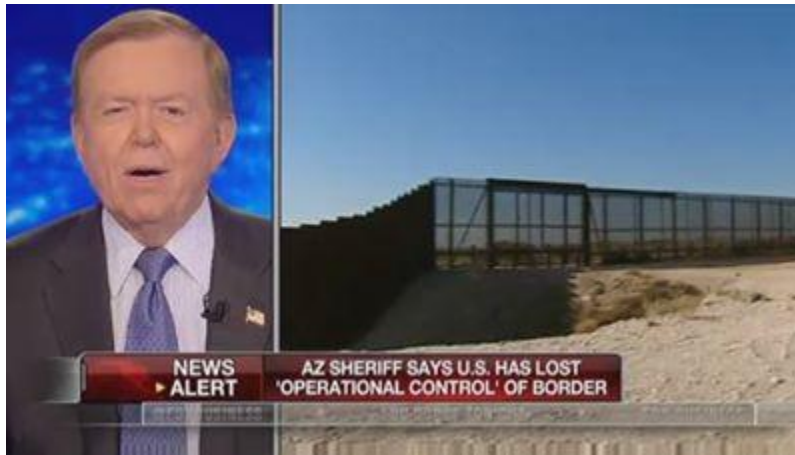 NEWS
ALERT
AZ SHERIFF SAYS U.S. HAS LOST
'OPERATIONAL CONTROL' OF BORDER